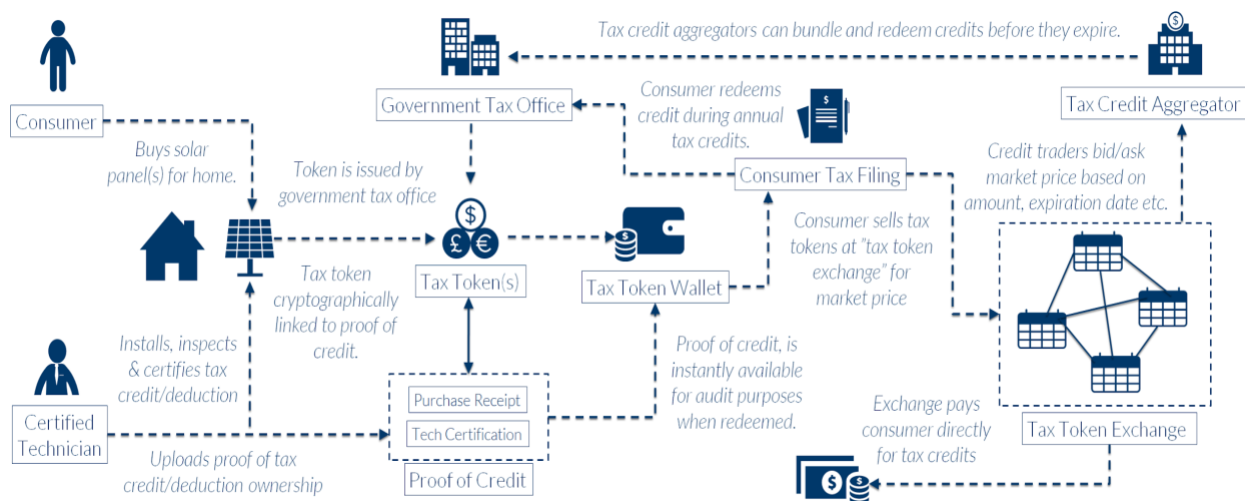 Tax credit aggregators can bundle and redeem credits before they expire.
Consumer
Government Tax Office
Tax Credit Aggregator
Buys solar
panel(s) for home.
Token is issued by
government tax office
Consumer redeems
credit during annual
tax credits.
$
$
Consumer Tax Filing
Credit traders bid/ask
market price based on
amount, expiration date etc.
$
£
€
$
Tax Token(s)
Tax Token Wallet
Consumer sells tax
tokens at "tax token
exchange" for
market price
Tax token
cryptographically
linked to proof of
credit.
Installs, inspects
& certifies tax
credit/deduction
Proof of credit, is
instantly available
for audit purposes
when redeemed.
Purchase Receipt
Tech Certification
Proof of Credit
Certified
Technician
Uploads proof of tax
credit/deduction ownership
Tax Token Exchange
Exchange pays
consumer directly
for tax credits
$
$